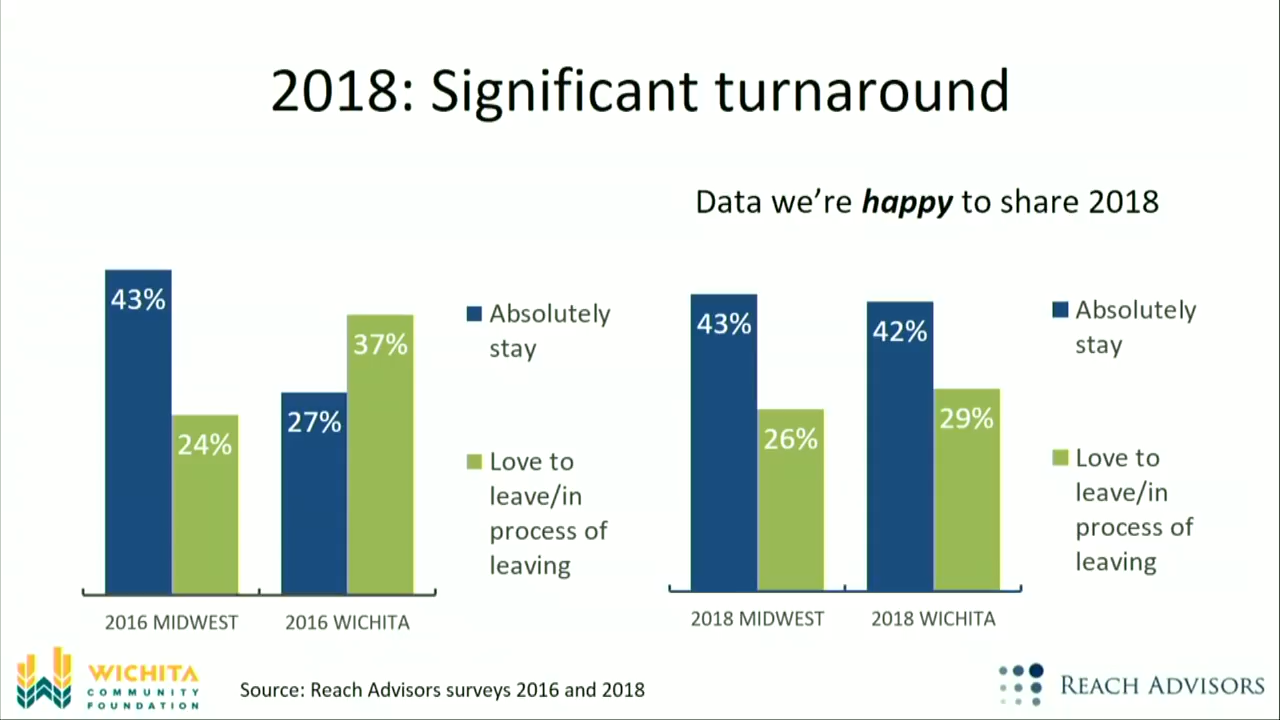 2018: Significant turnaround
Data we’re happy to share 2018
43%
24%
27%
37%
Absolutely
stay
Love to
leave/in
process of
leaving
2016 MIDWEST
2016 WICHITA
43%
26%
42%
29%
Absolutely
stay
Love to
leave/in
process of
leaving
2018 MIDWEST
2018 WICHITA
WICHITA
COMMUNITY
FOUNDATION
Source: Reach Advisors surveys 2016 and 2018
REACH ADVISORS